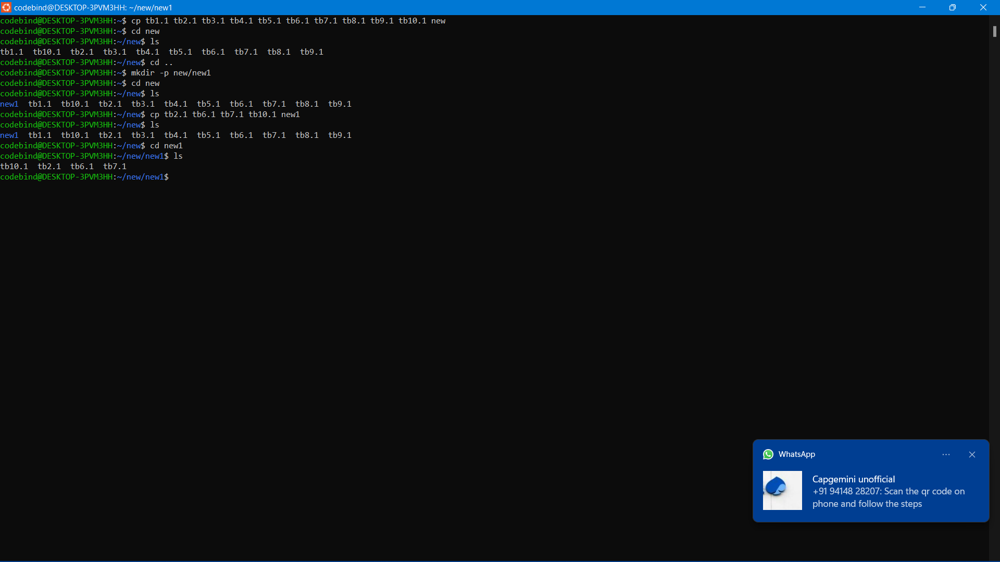 codebind@DESKTOP-3PVM3HH: ~/new/new1
codebind@DESKTOP-3PVM3HH:~$ cp tb1.1 tb2.1 tb3.1 tb4.1 tb5.1 tb6.1 tb7.1 tb8.1 tb9.1 tb10.1 new
codebind@DESKTOP-3PVM3HH:~$ cd new
codebind@DESKTOP-3PVM3HH:~/new$ ls
tb1.1  tb10.1  tb2.1  tb3.1  tb4.1  tb5.1  tb6.1  tb7.1  tb8.1  tb9.1
codebind@DESKTOP-3PVM3HH:~/new$ cd ..
codebind@DESKTOP-3PVM3HH:~$ mkdir -p new/new1
codebind@DESKTOP-3PVM3HH:~$ cd new
codebind@DESKTOP-3PVM3HH:~/new$ ls
new1  tb1.1  tb10.1  tb2.1  tb3.1  tb4.1  tb5.1  tb6.1  tb7.1  tb8.1  tb9.1
codebind@DESKTOP-3PVM3HH:~/new$ cp tb2.1 tb6.1 tb7.1 tb10.1 new1
codebind@DESKTOP-3PVM3HH:~/new$ ls
new1  tb1.1  tb10.1  tb2.1  tb3.1  tb4.1  tb5.1  tb6.1  tb7.1  tb8.1  tb9.1
codebind@DESKTOP-3PVM3HH:~/new$ cd new1
codebind@DESKTOP-3PVM3HH:~/new/new1$ ls
tb10.1  tb2.1  tb6.1  tb7.1
codebind@DESKTOP-3PVM3HH:~/new/new1$
WhatsApp
Capgemini unofficial
+91 94148 28207: Scan the qr code on
phone and follow the steps